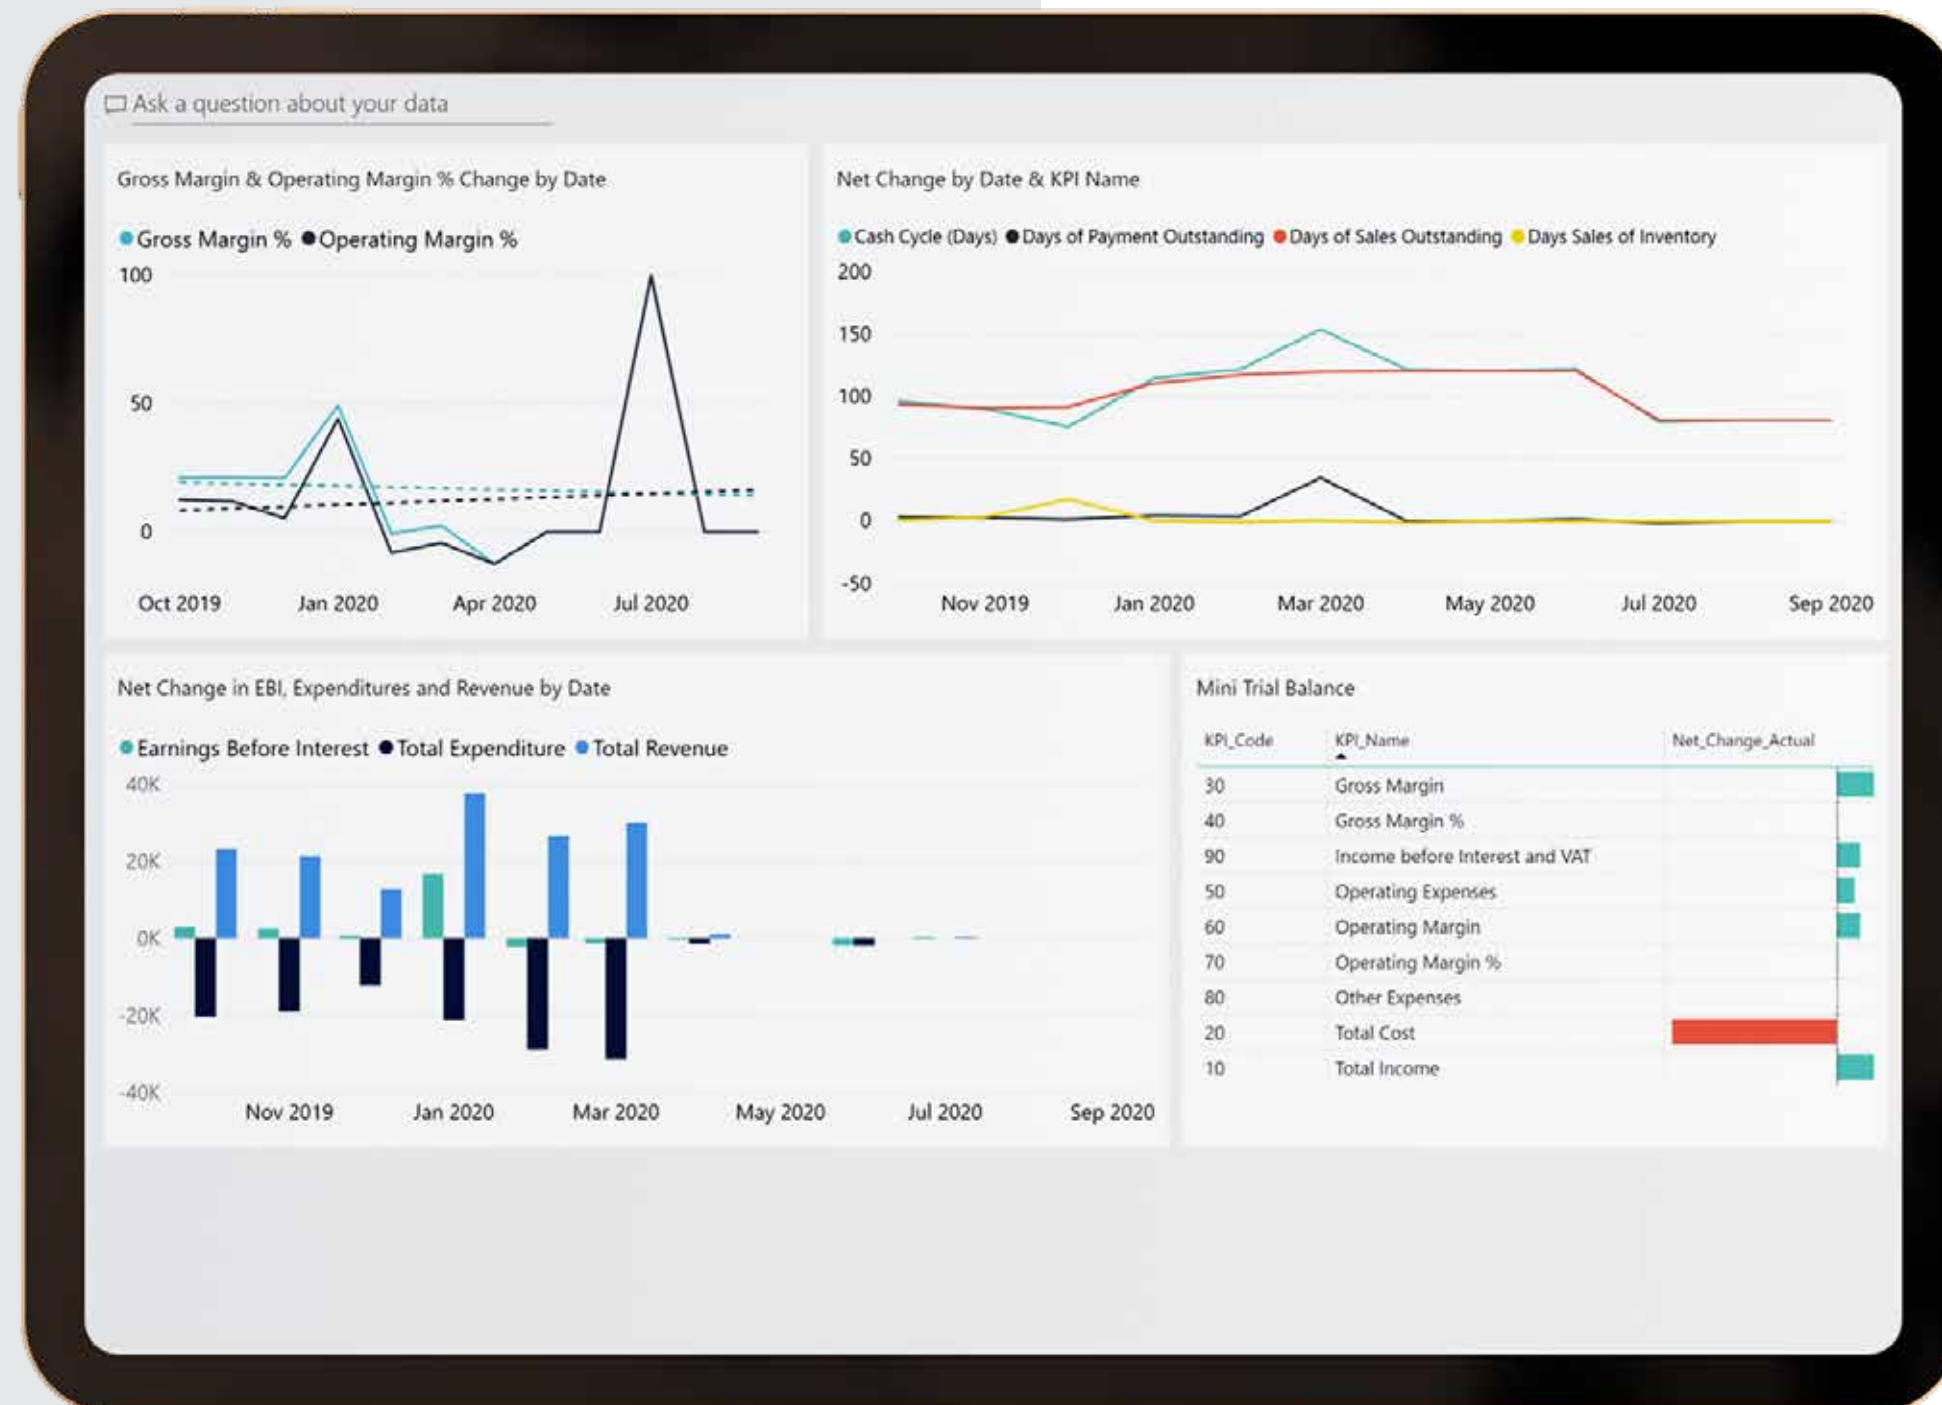 Ask a question about your data
Gross Margin & Operating Margin % Change by Date
Gross Margin % Operating Margin %
100
50
0
Oct 2019 Jan 2020 Apr 2020 Jul 2020
Net Change by Date & KPI Name
Cash Cycle (Days) Days of Payment Outstanding Days of Sales Outstanding Days Sales of Inventory
200
150
100
50
0
-50
Nov 2019 Jan 2020 Mar 2020 May 2020 Jul 2020 Sep 2020
Net Change in EBI, Expenditures and Revenue by Date
Earnings Before Interest Total Expenditure Total Revenue
40K
20K
0K
-20K
-40K
Nov 2019 Jan 2020 Mar 2020 May 2020 Jul 2020 Sep 2020
Mini Trial Balance
KPI_Code KPI_Name Net_Change_Actual
30 Gross Margin
40 Gross Margin %
90 Income before Interest and VAT
50 Operating Expenses
60 Operating Margin
70 Operating Margin %
80 Other Expenses
20 Total Cost
10 Total Income